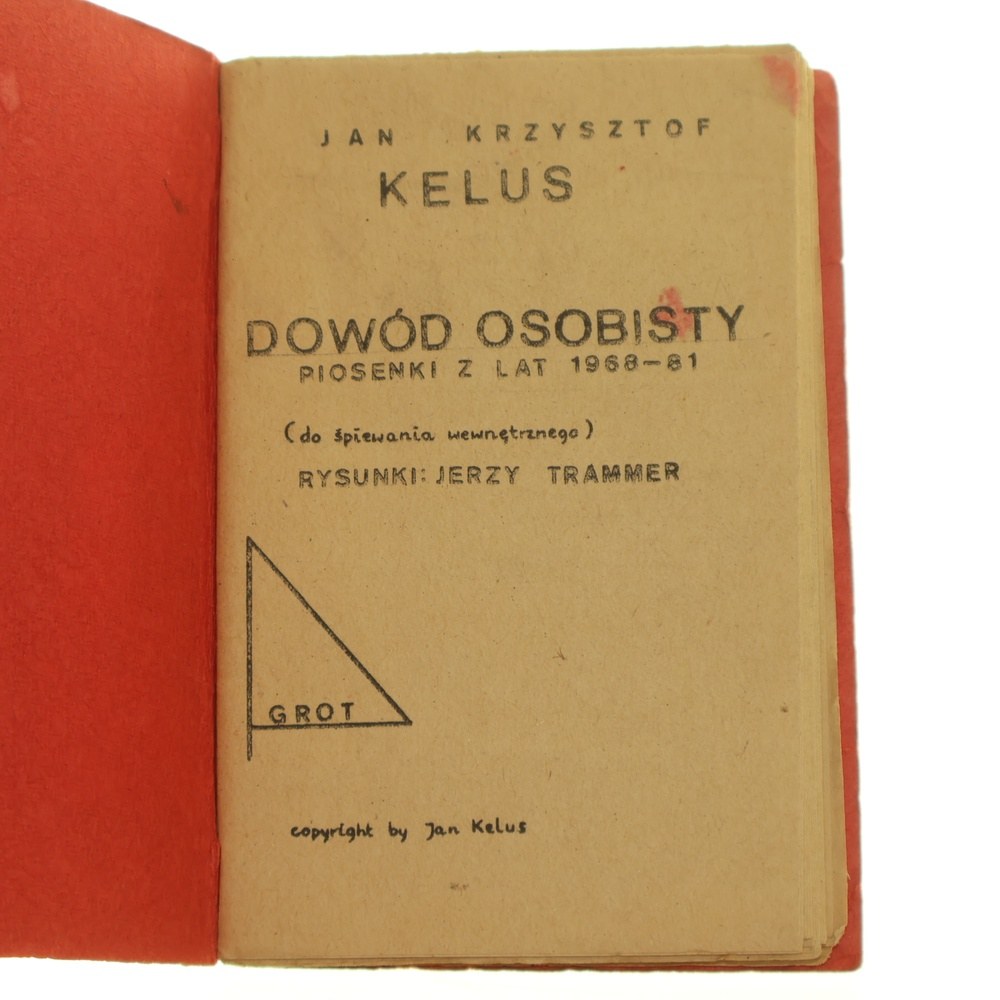 JAN KRZYSZTOF
KELUS
DOWÓD OSOBISTY
PIOSENKI Z LAT 1968-81
(do śpiewania wewnętrznego)
RYSUNKI: JERZY TRAMMER
GROT
copyright by Jan Kelus